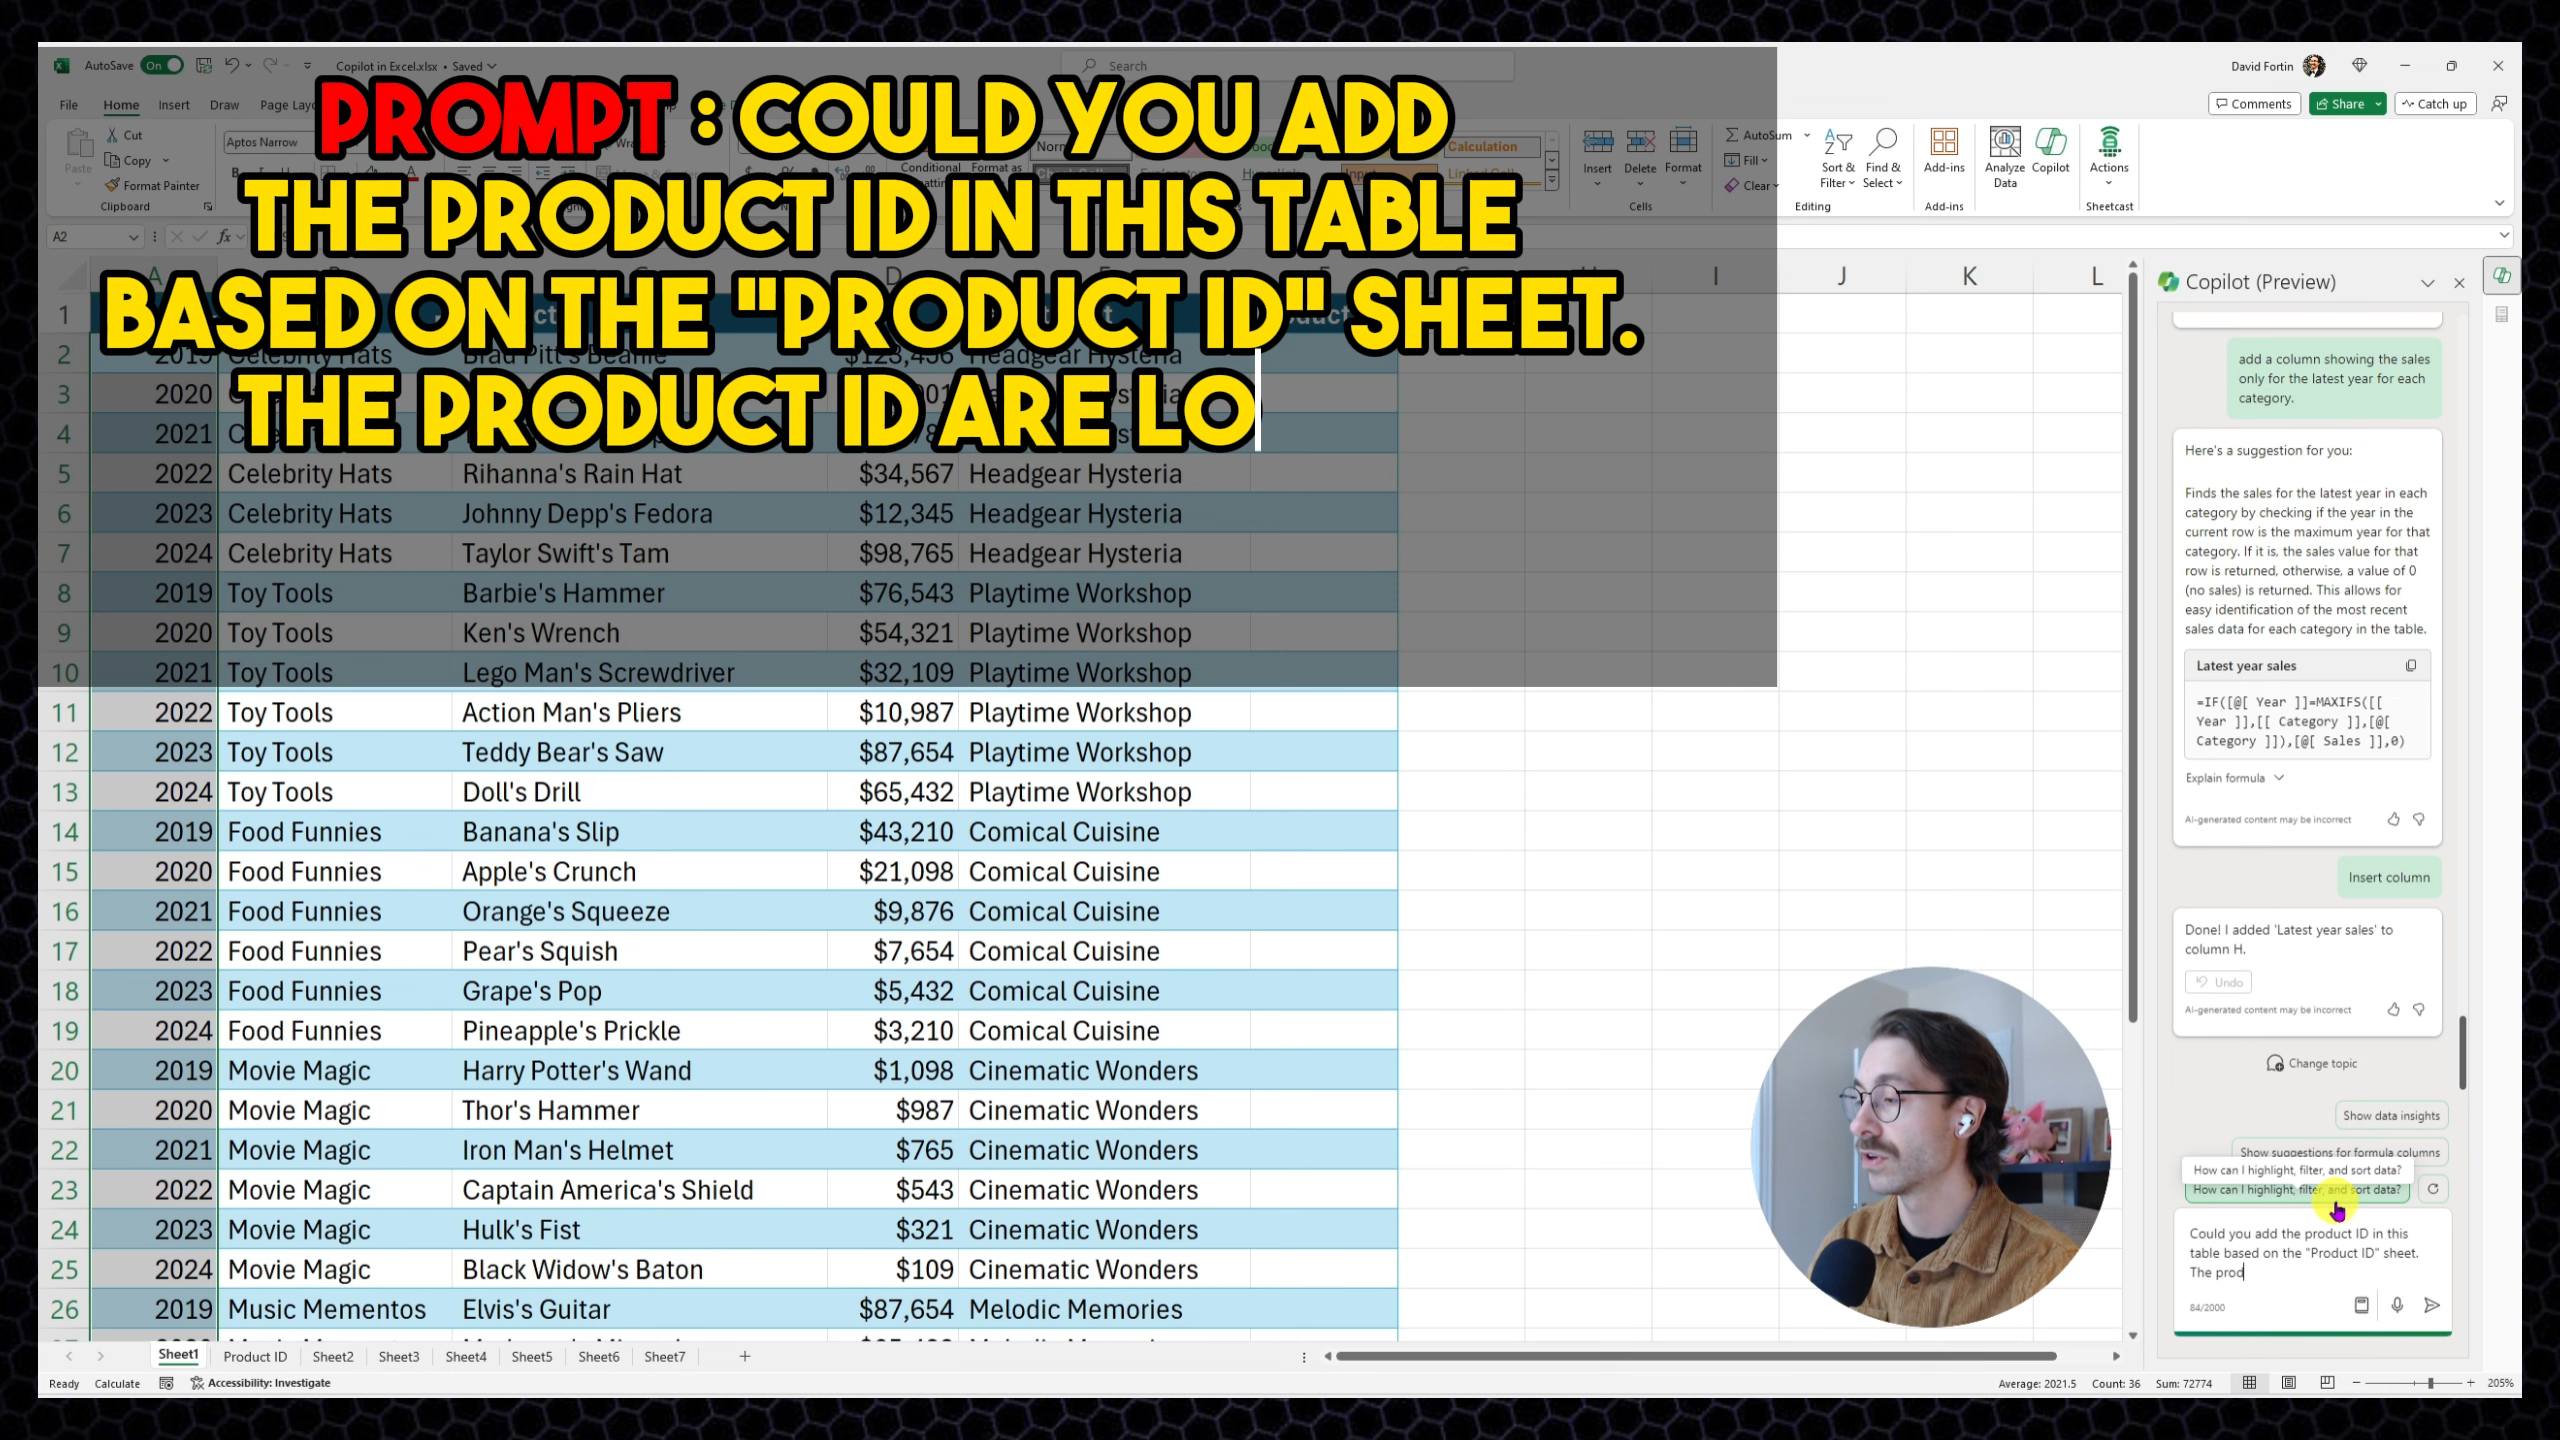 PROMPT : COULD YOU ADD
THE PRODUCT ID IN THIS TABLE
BASED ON THE "PRODUCT ID" SHEET.
THE PRODUCT ID ARE LO
AutoSave On Copilot in Excel.xlsx • Saved Search David Fortin
File Home Insert Draw Comments Share Catch up
Paste Cut Copy Format Painter Clipboard
Aptos Narrow
Calculation
Insert Delete Format Cells
AutoSum Fill Clear Sort & Filter Find & Select Editing
Add-ins Add-ins
Analyze Data Copilot
Actions Sheetcast
A2 fx
I J K L
1
2 2019 Celebrity Hats Brad Pitt's Beanie $123,456 Headgear Hysteria
3 2020
4 2021
5 2022 Celebrity Hats Rihanna's Rain Hat $34,567 Headgear Hysteria
6 2023 Celebrity Hats Johnny Depp's Fedora $12,345 Headgear Hysteria
7 2024 Celebrity Hats Taylor Swift's Tam $98,765 Headgear Hysteria
8 2019 Toy Tools Barbie's Hammer $76,543 Playtime Workshop
9 2020 Toy Tools Ken's Wrench $54,321 Playtime Workshop
10 2021 Toy Tools Lego Man's Screwdriver $32,109 Playtime Workshop
11 2022 Toy Tools Action Man's Pliers $10,987 Playtime Workshop
12 2023 Toy Tools Teddy Bear's Saw $87,654 Playtime Workshop
13 2024 Toy Tools Doll's Drill $65,432 Playtime Workshop
14 2019 Food Funnies Banana's Slip $43,210 Comical Cuisine
15 2020 Food Funnies Apple's Crunch $21,098 Comical Cuisine
16 2021 Food Funnies Orange's Squeeze $9,876 Comical Cuisine
17 2022 Food Funnies Pear's Squish $7,654 Comical Cuisine
18 2023 Food Funnies Grape's Pop $5,432 Comical Cuisine
19 2024 Food Funnies Pineapple's Prickle $3,210 Comical Cuisine
20 2019 Movie Magic Harry Potter's Wand $1,098 Cinematic Wonders
21 2020 Movie Magic Thor's Hammer $987 Cinematic Wonders
22 2021 Movie Magic Iron Man's Helmet $765 Cinematic Wonders
23 2022 Movie Magic Captain America's Shield $543 Cinematic Wonders
24 2023 Movie Magic Hulk's Fist $321 Cinematic Wonders
25 2024 Movie Magic Black Widow's Baton $109 Cinematic Wonders
26 2019 Music Mementos Elvis's Guitar $87,654 Melodic Memories
Copilot (Preview)
add a column showing the sales
only for the latest year for each
category.
Here's a suggestion for you:
Finds the sales for the latest year in each
category by checking if the year in the
current row is the maximum year for that
category. If it is, the sales value for that
row is returned, otherwise, a value of 0
(no sales) is returned. This allows for
easy identification of the most recent
sales data for each category in the table.
Latest year sales
=IF([@[ Year ]]=MAXIFS([[
Year ]],[[ Category ]],[@[
Category ]]),[@[ Sales ]],0)
Explain formula
AI-generated content may be incorrect
Insert column
Done! I added 'Latest year sales' to
column H.
Undo
AI-generated content may be incorrect
Change topic
Show data insights
Show suggestions for formula columns
How can I highlight, filter, and sort data?
How can I highlight, filter, and sort data?
Could you add the product ID in this
table based on the "Product ID" sheet.
The prod
84/2000
Sheet1 Product ID Sheet2 Sheet3 Sheet4 Sheet5 Sheet6 Sheet7
Ready Calculate Accessibility: Investigate Average: 2021.5 Count: 36 Sum: 72774 205%